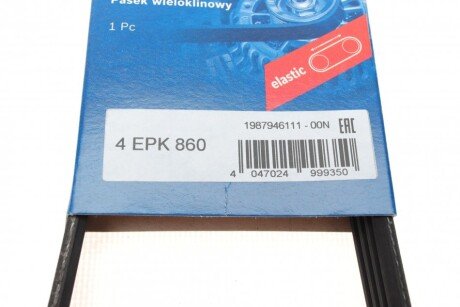 Pasek wieloklinowy
1 Pc
elastic
1987946111 - 00N EAC
4 EPK 860
4 047024 999350